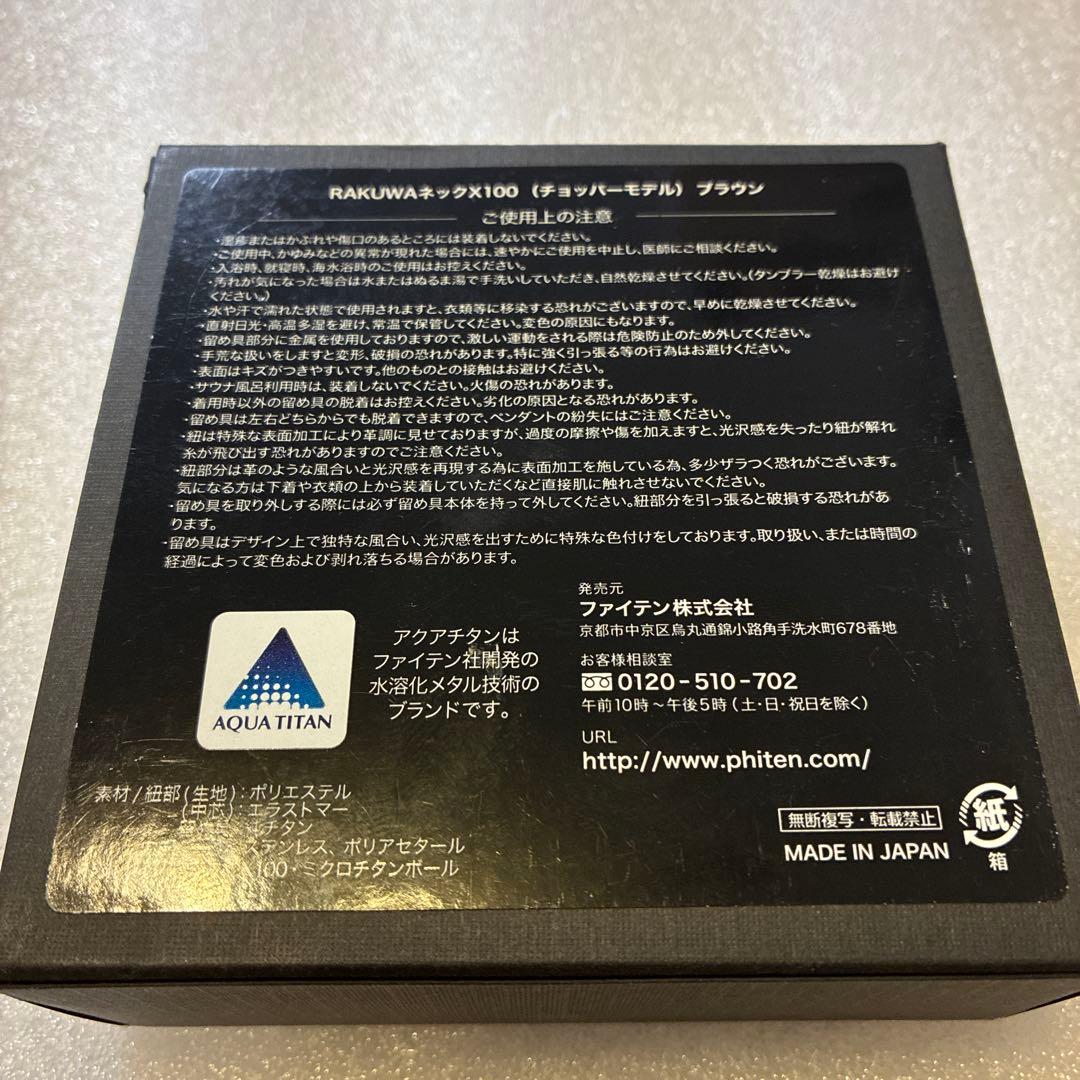 RAKUWAネックX100 (チョッパーモデル) ブラウン
ご使用上の注意
・湿疹またはかぶれや傷口のあるところには装着しないでください。
・ご使用中、かゆみなどの異常が現れた場合には、速やかにご使用を中止し、医師にご相談ください。
・入浴時、就寝時、海水浴時のご使用はお控えください。
・汚れが気になった場合は水またはぬるま湯で手洗いしていただき、自然乾燥させてください。(タンブラー乾燥はお避け
ください。)
・水や汗で濡れた状態で使用されますと、衣類等に移染する恐れがございますので、早めに乾燥させてください。
・直射日光・高温多湿を避け、常温で保管してください。変色の原因にもなります。
・留め具部分に金属を使用しておりますので、激しい運動をされる際は危険防止のため外してください。
・手荒な扱いをしますと変形、破損の恐れがあります。特に強く引っ張る等の行為はお避けください。
・表面はキズがつきやすいです。他のものとの接触はお避けください。
・サウナ風呂利用時は、装着しないでください。火傷の恐れがあります。
・着用時以外の留め具の脱着はお控えください。劣化の原因となる恐れがあります。
・留め具は左右どちらからでも脱着できますので、ペンダントの紛失にはご注意ください。
・紐は特殊な表面加工により革調に見せておりますが、過度の摩擦や傷を加えますと、光沢感を失ったり紐が解れ
糸が飛び出す恐れがありますのでご注意ください。
・紐部分は革のような風合いと光沢感を再現する為に表面加工を施している為、多少ザラつく恐れがございます。
気になる方は下着や衣類の上から装着していただくなど直接肌に触れさせないでください。
・留め具を取り外しする際には必ず留め具本体を持って外してください。紐部分を引っ張ると破損する恐れがあ
ります。
・留め具はデザイン上で独特な風合い、光沢感を出すために特殊な色付けをしております。取り扱い、または時間の
経過によって変色および剥れ落ちる場合があります。
AQUA TITAN
アクアチタンは
ファイテン社開発の
水溶化メタル技術の
ブランドです。
発売元
ファイテン株式会社
京都市中京区烏丸通錦小路角手洗水町678番地
お客様相談室
0120-510-702
午前10時〜午後5時(土・日・祝日を除く)
URL
http://www.phiten.com/
素材/紐部(生地):ポリエステル
(中芯):エラストマー
チタン
ステンレス、ポリアセタール
100・ミクロチタンボール
無断複写・転載禁止
MADE IN JAPAN
紙
箱